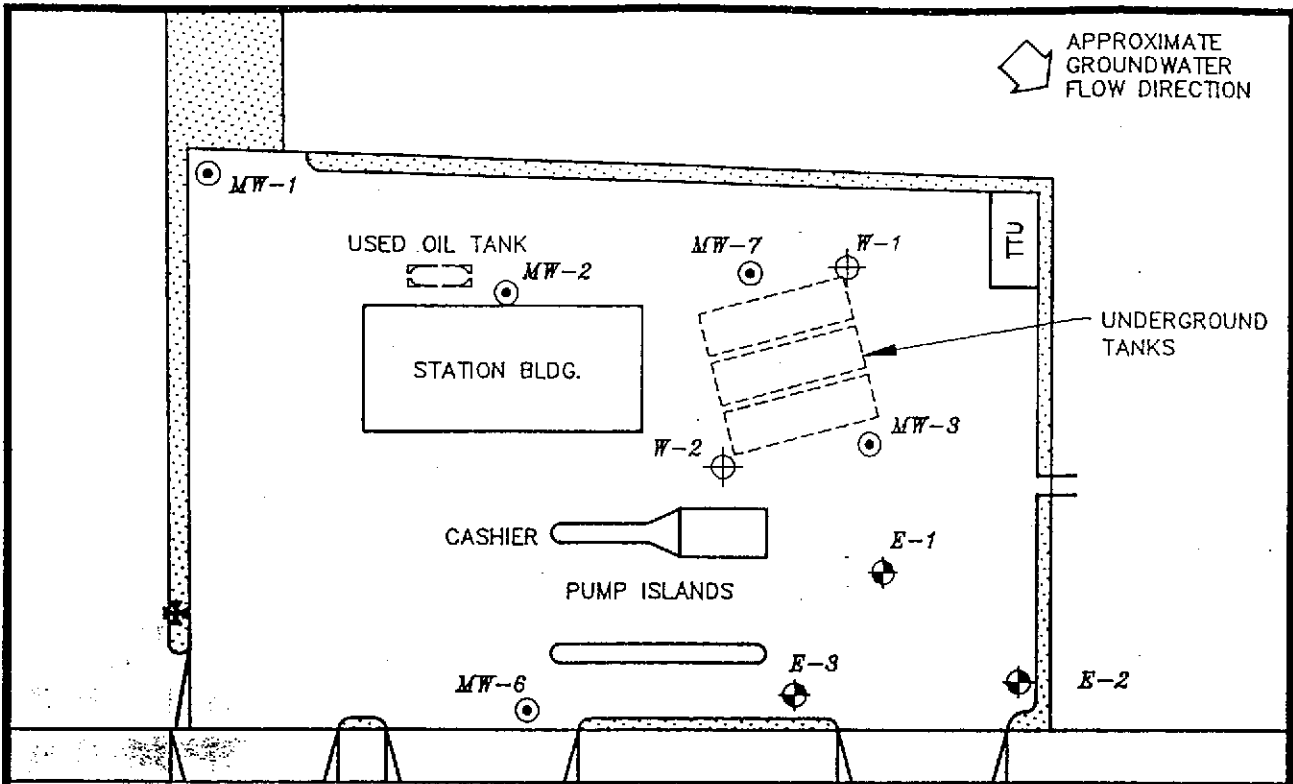 APPROXIMATE
GROUNDWATER
FLOW DIRECTION
MW-1
USED OIL TANK
MW-2
MW-7
W-1
TTU
UNDERGROUND
TANKS
STATION BLDG.
MW-3
W-2
CASHIER
E-1
PUMP ISLANDS
E-3
E-2
MW-6